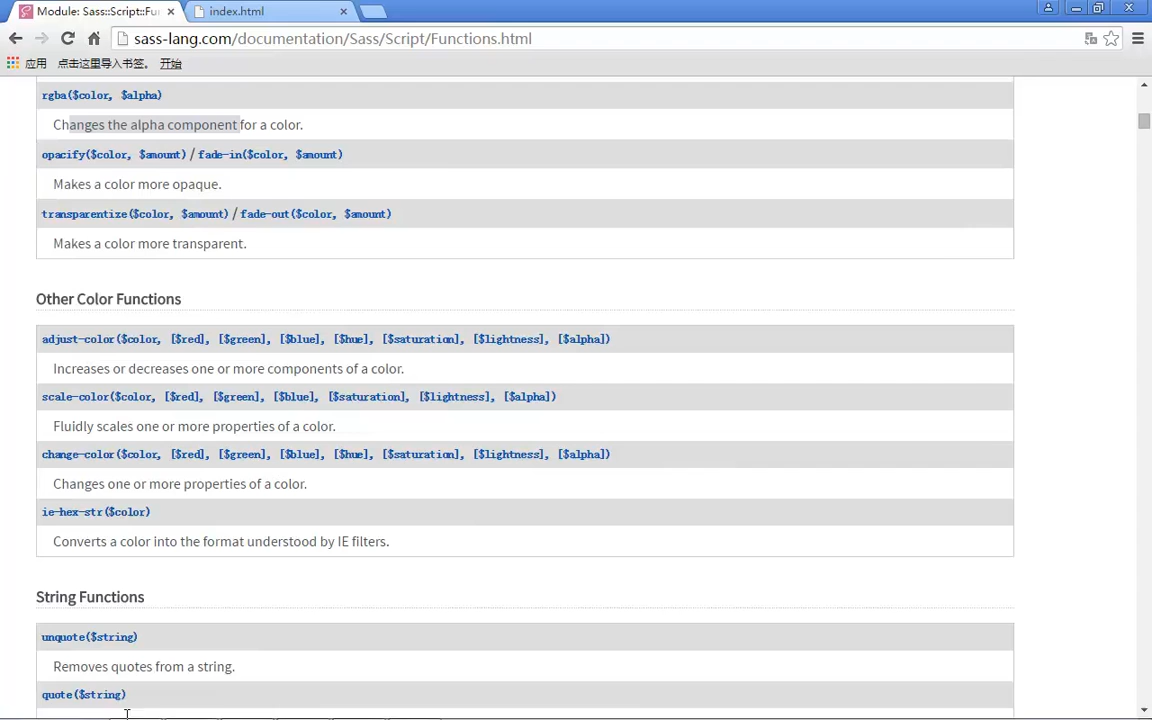 Module: Sass::Script::Fu
index.html
sass-lang.com/documentation/Sass/Script/Functions.html
应用 点击这里导入书签。 开始
rgba($color, $alpha)
Changes the alpha component for a color.
opacify($color, $amount) / fade-in($color, $amount)
Makes a color more opaque.
transparentize($color, $amount) / fade-out($color, $amount)
Makes a color more transparent.
Other Color Functions
adjust-color($color, [$red], [$green], [$blue], [$hue], [$saturation], [$lightness], [$alpha])
Increases or decreases one or more components of a color.
scale-color($color, [$red], [$green], [$blue], [$saturation], [$lightness], [$alpha])
Fluidly scales one or more properties of a color.
change-color($color, [$red], [$green], [$blue], [$hue], [$saturation], [$lightness], [$alpha])
Changes one or more properties of a color.
ie-hex-str($color)
Converts a color into the format understood by IE filters.
String Functions
unquote($string)
Removes quotes from a string.
quote($string)